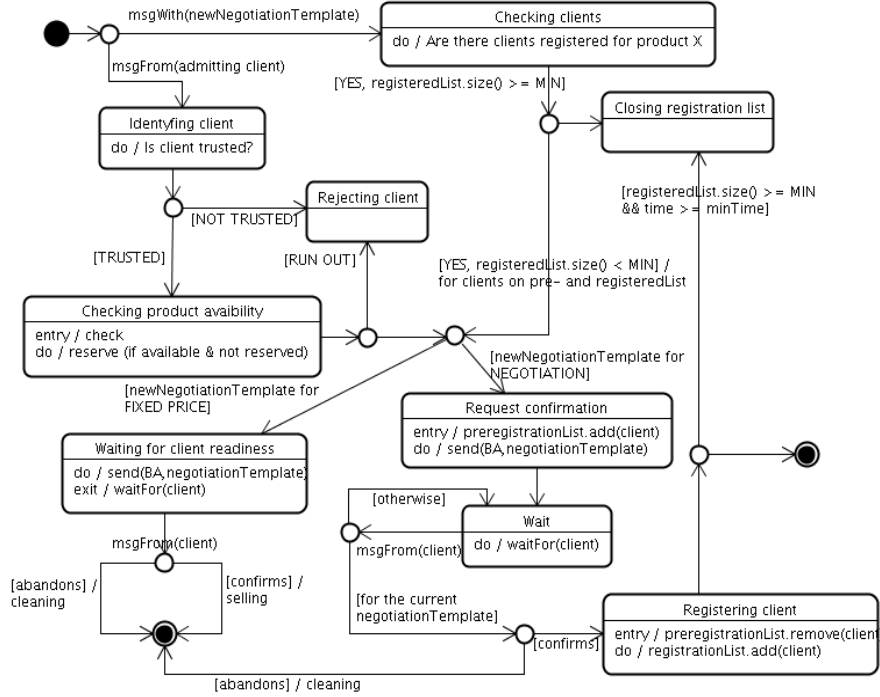 msgWith(newNegotiationTemplate)
Checking clients
do / Are there clients registered for product X
msgFrom(admitting client)
[YES, registeredList.size() >= MIN]
Identyfing client
do / Is client trusted?
Closing registration list
Rejecting client
[NOT TRUSTED]
[registeredList.size() >= MIN
&& time >= minTime]
[TRUSTED]
[RUN OUT]
[YES, registeredList.size() < MIN] /
for clients on pre- and registeredList
Checking product avaibility
entry / check
do / reserve (if available & not reserved)
[newNegotiationTemplate for
NEGOTIATION]
[newNegotiationTemplate for
FIXED PRICE]
Request confirmation
entry / preregistrationList.add(client)
do / send(BA,negotiationTemplate)
Waiting for client readiness
do / send(BA,negotiationTemplate)
exit / waitFor(client)
[otherwise]
Wait
do / waitFor(client)
msgFrom(client)
msgFrom(client)
[abandons] /
cleaning
[confirms] /
selling
[for the current
negotiationTemplate]
Registering client
entry / preregistrationList.remove(client
do / registrationList.add(client)
[confirms]
[abandons] / cleaning